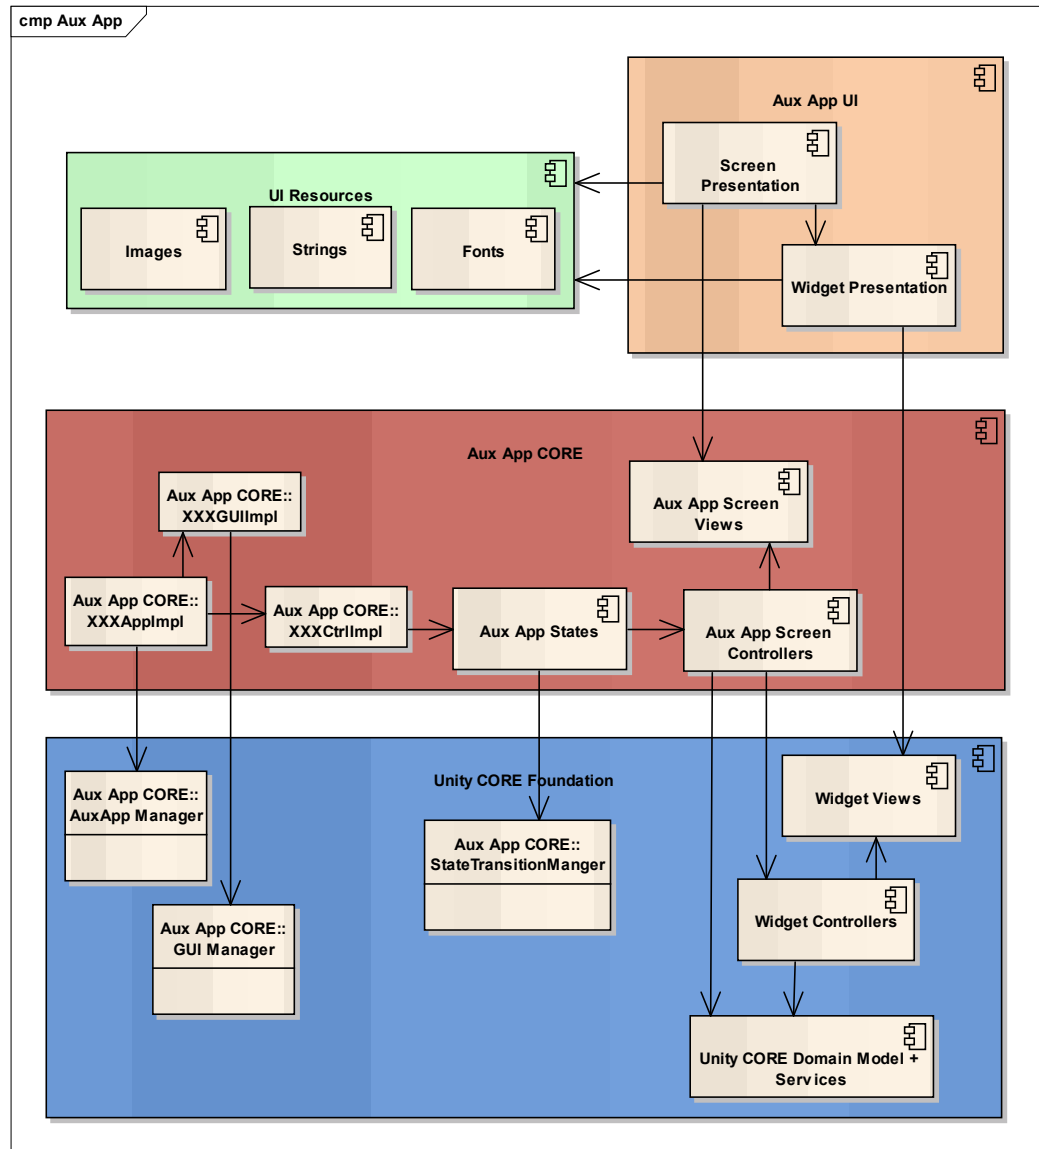 cmp Aux App
Aux App UI
Screen
Presentation
UI Resources
Images
Strings
Fonts
Widget Presentation
Aux App CORE
Aux App CORE::
XXXGUIImpl
Aux App Screen
Views
Aux App CORE::
XXXAppImpl
Aux App CORE::
XXXCtrlImpl
Aux App States
Aux App Screen
Controllers
Unity CORE Foundation
Aux App CORE::
AuxApp Manager
Widget Views
Aux App CORE::
StateTransitionManger
Aux App CORE::
GUI Manager
Widget Controllers
Unity CORE Domain Model +
Services